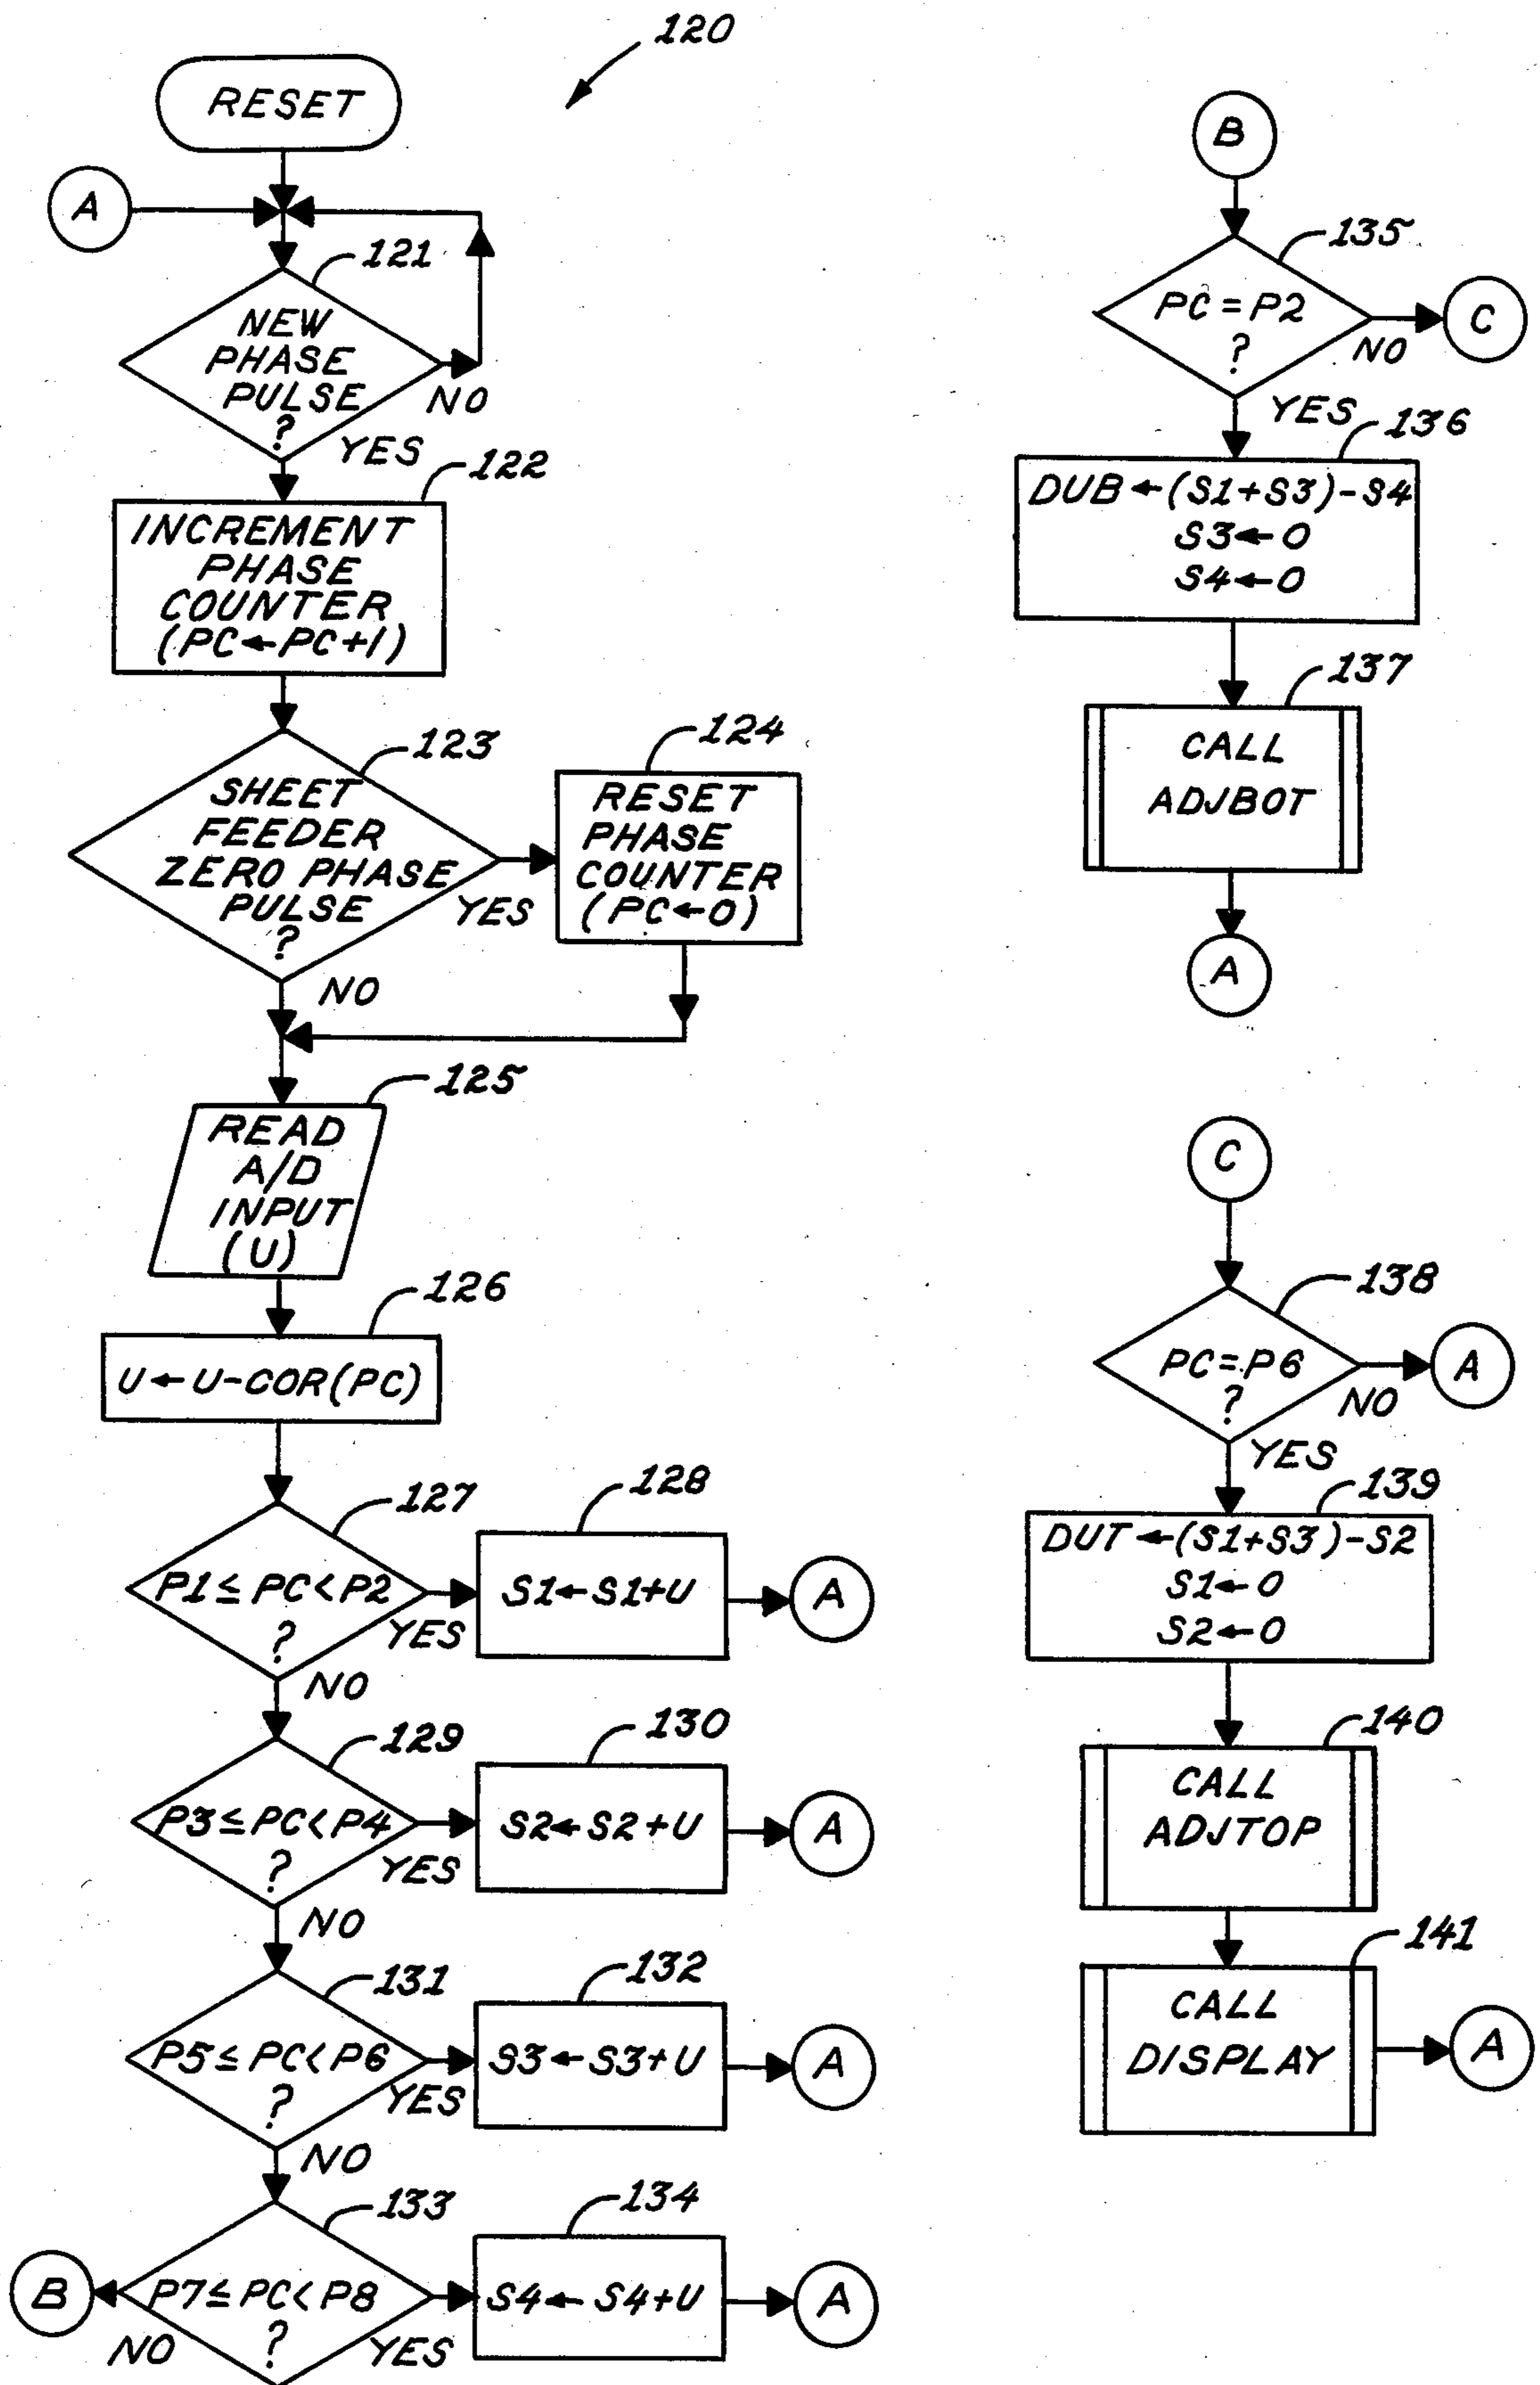 120
RESET
A
121
NEW
PHASE
PULSE
?
NO
YES
122
INCREMENT
PHASE
COUNTER
(PC←PC+1)
123
SHEET
FEEDER
ZERO PHASE
PULSE
?
YES
NO
124
RESET
PHASE
COUNTER
(PC←0)
125
READ
A/D
INPUT
(U)
126
U←U-COR(PC)
127
P1≤PC<P2
?
YES
NO
128
S1←S1+U
A
129
P3≤PC<P4
?
YES
NO
130
S2←S2+U
A
131
P5≤PC<P6
?
YES
NO
132
S3←S3+U
A
133
P7≤PC<P8
?
NO
YES
B
134
S4←S4+U
A
B
135
PC=P2
?
NO
C
YES
136
DUB←(S1+S3)-S4
S3←0
S4←0
137
CALL
ADJBOT
A
C
138
PC=P6
?
NO
A
YES
139
DUT←(S1+S3)-S2
S1←0
S2←0
140
CALL
ADJTOP
141
CALL
DISPLAY
A